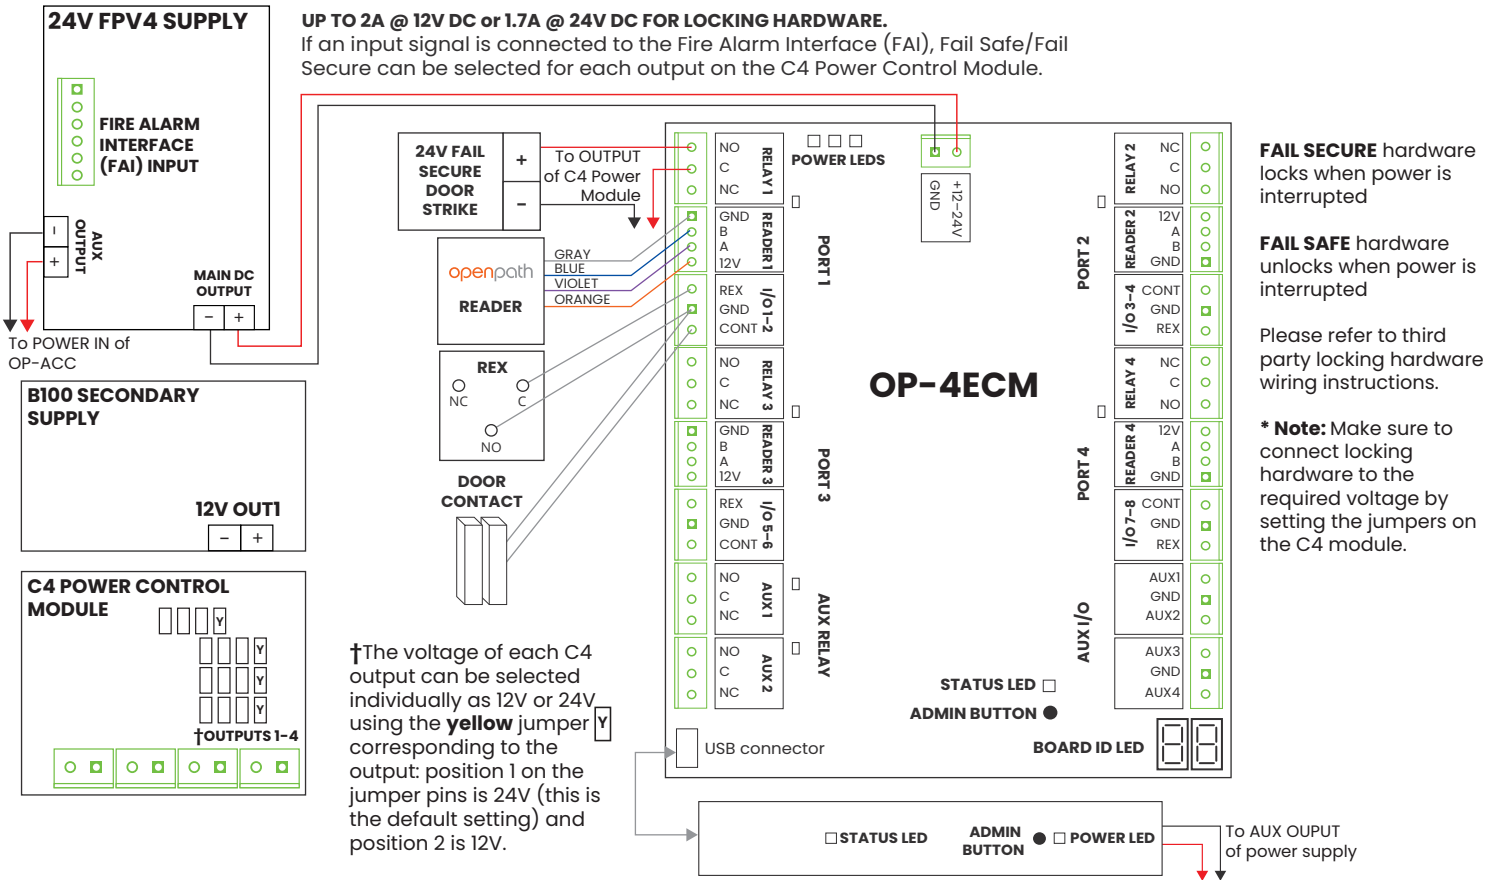 24V FPV4 SUPPLY
FIRE ALARM
INTERFACE
(FAI) INPUT
AUX
OUTPUT
−
+
MAIN DC
OUTPUT
− +
To POWER IN of
OP-ACC
UP TO 2A @ 12V DC or 1.7A @ 24V DC FOR LOCKING HARDWARE.
If an input signal is connected to the Fire Alarm Interface (FAI), Fail Safe/Fail
Secure can be selected for each output on the C4 Power Control Module.
B100 SECONDARY
SUPPLY
12V OUT1
− +
C4 POWER CONTROL
MODULE
Y
Y
Y
Y
†OUTPUTS 1-4
24V FAIL
SECURE
DOOR
STRIKE
+
−
To OUTPUT
of C4 Power
Module
openpath
READER
GRAY
BLUE
VIOLET
ORANGE
REX
NC
C
NO
DOOR
CONTACT
†The voltage of each C4
output can be selected
individually as 12V or 24V
using the yellow jumper Y
corresponding to the
output: position 1 on the
jumper pins is 24V (this is
the default setting) and
position 2 is 12V.
NO
C
NC
RELAY 1
GND
B
A
12V
READER 1
REX
GND
CONT
I/O 1-2
PORT 1
NO
C
NC
RELAY 3
GND
B
A
12V
READER 3
REX
GND
CONT
I/O 5-6
PORT 3
NO
C
NC
AUX 1
NO
C
NC
AUX 2
AUX RELAY
POWER LEDS
GND
+12-24V
OP-4ECM
RELAY 2
NC
C
NO
READER 2
12V
A
B
GND
I/O 3-4
CONT
GND
REX
PORT 2
RELAY 4
NC
C
NO
READER 4
12V
A
B
GND
I/O 7-8
CONT
GND
REX
PORT 4
AUX1
GND
AUX2
AUX3
GND
AUX4
AUX I/O
STATUS LED
ADMIN BUTTON
BOARD ID LED
USB connector
STATUS LED
ADMIN
BUTTON
POWER LED
To AUX OUPUT
of power supply
FAIL SECURE hardware
locks when power is
interrupted
FAIL SAFE hardware
unlocks when power is
interrupted
Please refer to third
party locking hardware
wiring instructions.
* Note: Make sure to
connect locking
hardware to the
required voltage by
setting the jumpers on
the C4 module.